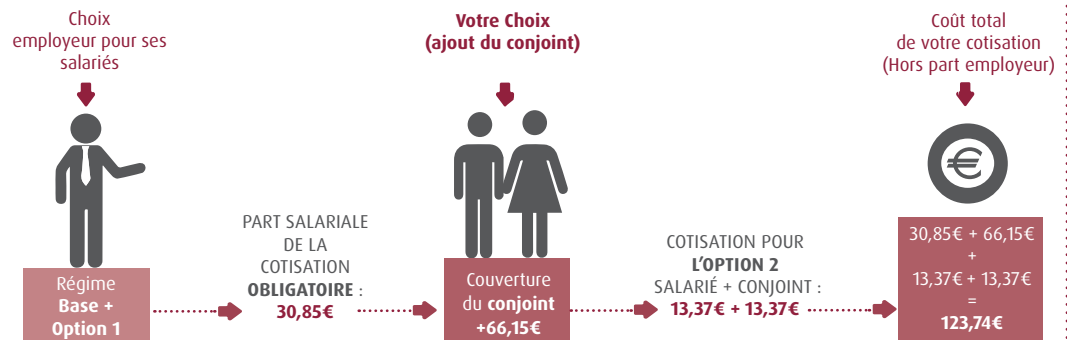 Choix
employeur pour ses
salariés
Régime
Base +
Option 1
PART SALARIALE
DE LA
COTISATION
OBLIGATOIRE :
30,85€
Votre Choix
(ajout du conjoint)
Couverture
du conjoint
+66,15€
COTISATION POUR
L'OPTION 2
SALARIÉ + CONJOINT :
13,37€ + 13,37€
Coût total
de votre cotisation
(Hors part employeur)
€
30,85€ + 66,15€
+
13,37€ + 13,37€
=
123,74€